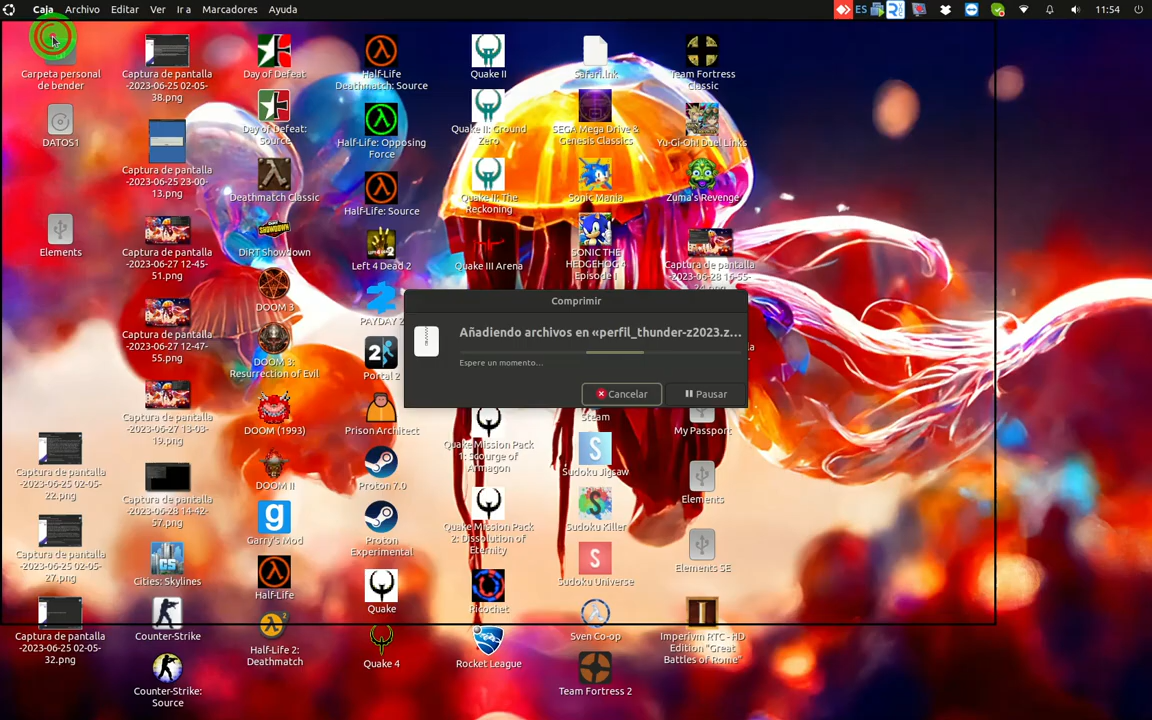 Caja Archivo Editar Ver Ir a Marcadores Ayuda
ES
11:54
Carpeta personal
de bender
DATOS1
Elements
Captura de pantalla
-2023-06-25 02-05-
22.png
Captura de pantalla
-2023-06-25 02-05-
27.png
Captura de pantalla
-2023-06-25 02-05-
32.png
Captura de pantalla
-2023-06-25 02-05-
38.png
Captura de pantalla
-2023-06-25 23-00-
13.png
Captura de pantalla
-2023-06-27 12-45-
51.png
Captura de pantalla
-2023-06-27 12-47-
55.png
Captura de pantalla
-2023-06-27 13-03-
19.png
Captura de pantalla
-2023-06-28 14-42-
57.png
Cities: Skylines
Counter-Strike
Counter-Strike:
Source
Day of Defeat
Day of Defeat:
Source
Deathmatch Classic
DiRT Showdown
DOOM 3
DOOM 3:
Resurrection of Evil
DOOM (1993)
DOOM II
Garry's Mod
Half-Life
Half-Life 2:
Deathmatch
Half-Life
Deathmatch: Source
Half-Life: Opposing
Force
Half-Life: Source
Left 4 Dead 2
PAYDAY 2
Portal 2
Prison Architect
Proton 7.0
Proton
Experimental
Quake
Quake 4
Quake II
Quake II: Ground
Zero
Quake II: The
Reckoning
Quake III Arena
Quake Mission Pack
1: Scourge of
Armagon
Quake Mission Pack
2: Dissolution of
Eternity
Ricochet
Rocket League
Safari.lnk
SEGA Mega Drive &
Genesis Classics
Sonic Mania
SONIC THE
HEDGEHOG 4
Episode I
Steam
Sudoku Jigsaw
Sudoku Killer
Sudoku Universe
Sven Co-op
Team Fortress 2
Team Fortress
Classic
Yu-Gi-Oh! Duel Links
Zuma's Revenge
Captura de pantalla
-2023-06-28 16-55-
My Passport
Elements
Elements SE
Imperivm RTC - HD
Edition "Great
Battles of Rome"
Comprimir
Añadiendo archivos en «perfil_thunder-z2023.z...
Espere un momento...
Cancelar
Pausar